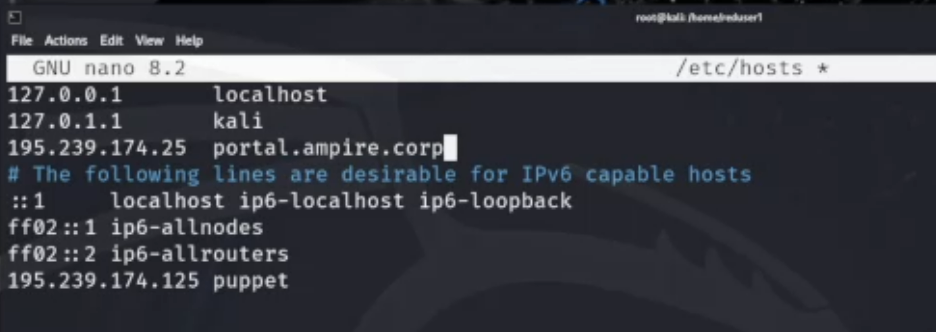 root@kali: /home/reduser1
File Actions Edit View Help
GNU nano 8.2 /etc/hosts *
127.0.0.1 localhost
127.0.1.1 kali
195.239.174.25 portal.ampire.corp
# The following lines are desirable for IPv6 capable hosts
::1 localhost ip6-localhost ip6-loopback
ff02::1 ip6-allnodes
ff02::2 ip6-allrouters
195.239.174.125 puppet